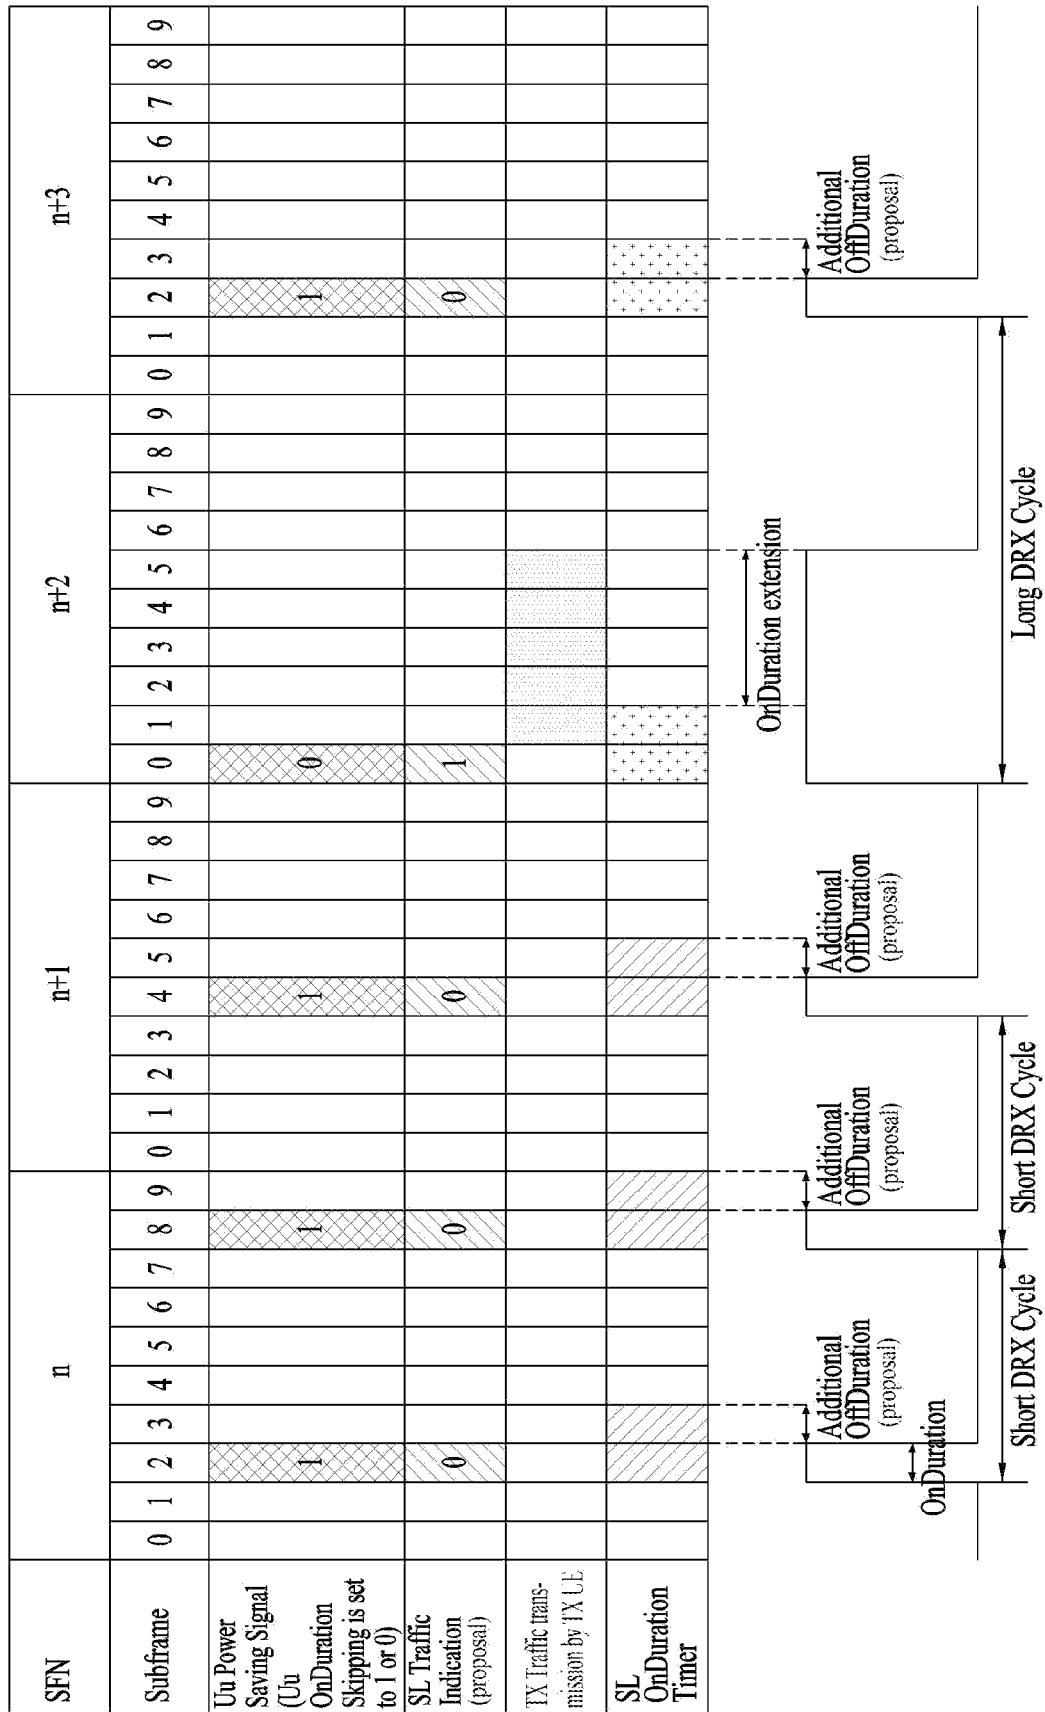 SFN
n
n+1
n+2
n+3
Subframe
0 1 2 3 4 5 6 7 8 9 0 1 2 3 4 5 6 7 8 9 0 1 2 3 4 5 6 7 8 9 0 1 2 3 4 5 6 7 8 9
Uu Power
Saving Signal
(Uu
OnDuration
Skipping is set
to 1 or 0)
1
1
1
0
1
SL Traffic
Indication
(proposal)
0
0
0
1
0
TX Traffic trans-
mission by TX UE
SL
OnDuration
Timer
OnDuration
Additional
OffDuration
(proposal)
Additional
OffDuration
(proposal)
Additional
OffDuration
(proposal)
OnDuration extension
Additional
OffDuration
(proposal)
Short DRX Cycle
Short DRX Cycle
Long DRX Cycle